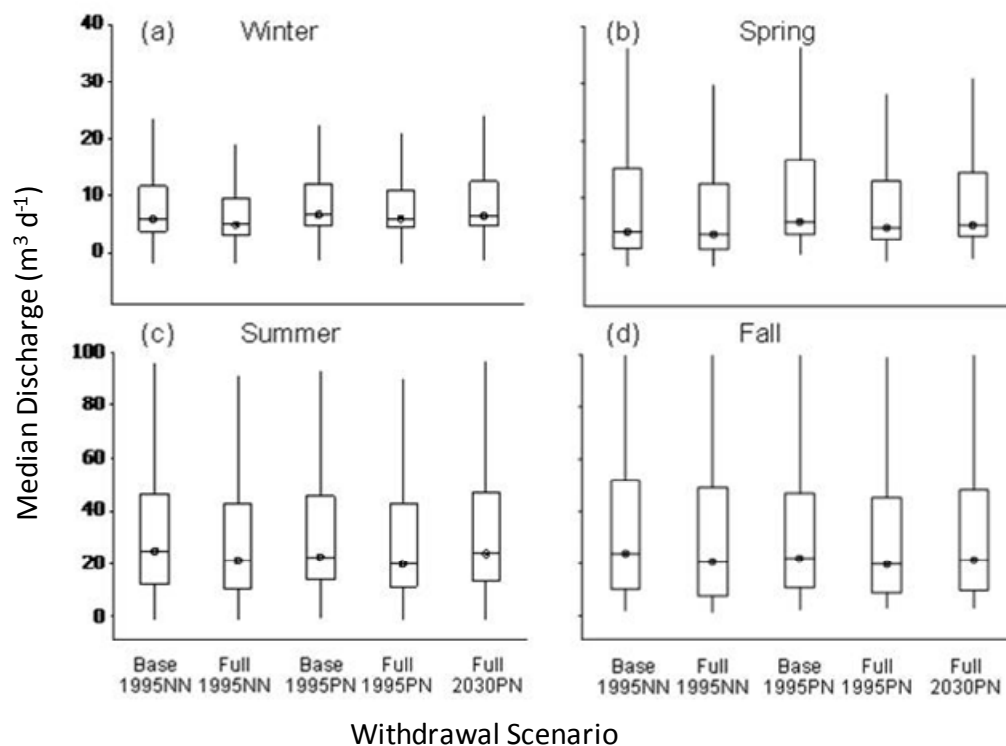 (a) Winter
(b) Spring
40
30
20
10
0
(c) Summer
(d) Fall
100
80
60
40
20
0
Median Discharge (m³ d⁻¹)
Base Full Base Full Full
1995NN 1995NN 1995PN 1995PN 2030PN
Base Full Base Full Full
1995NN 1995NN 1995PN 1995PN 2030PN
Withdrawal Scenario